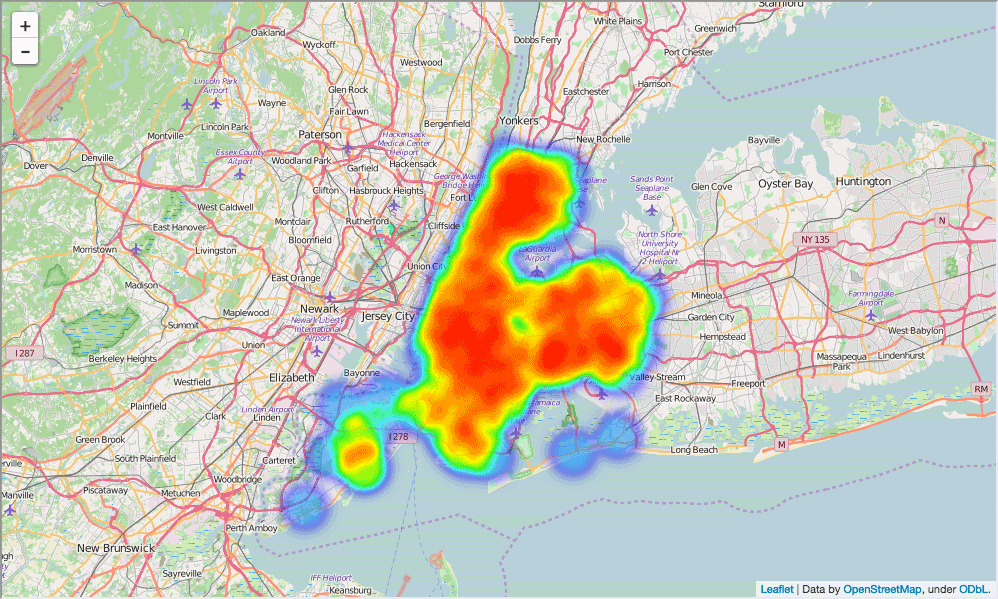 +
−
Stamford
White Plains
Oakland
Greenwich
Wyckoff
Dobbs Ferry
Port Chester
Westwood
Lincoln Park
Airport
Glen Rock
Eastchester
Harrison
Wayne
Fair Lawn
Yonkers
Bergenfield
Lincoln Park
Montville
Paterson
Hackensack
Medical Center
Heliport
New Rochelle
Bayville
Essex County
Airport
Denville
Dover
Woodland Park
Garfield
Hackensack
Clifton
Hasbrouck Heights
Sands Point
Seaplane
Base
Glen Cove
Oyster Bay
Huntington
West Caldwell
Fort L
East Hanover
Montclair
Rutherford
Cliffside
N
Bloomfield
North Shore
University
Hospital Nr
2 Heliport
NY 135
Morristown
Livingston
LaGuardia
Airport
Union City
East Orange
Madison
Newark
Maplewood
Jersey City
Mineola
Farmingdale
Airport
Newark Liberty
International
Airport
Summit
Garden City
West Babylon
Union
Hempstead
I 287
Berkeley Heights
Massapequa
Park
Lindenhurst
Bayonne
Elizabeth
Valley Stream
Freeport
RM
Westfield
East Rockaway
Plainfield
Linden Airport
Linden
Jamaica
Clark
Green Brook
I 278
M
Long Beach
South Plainfield
Carteret
Woodbridge
Piscataway
Metuchen
Manville
Perth Amboy
New Brunswick
Sayreville
IFF Heliport
Keansburg
Leaflet | Data by OpenStreetMap, under ODbL.